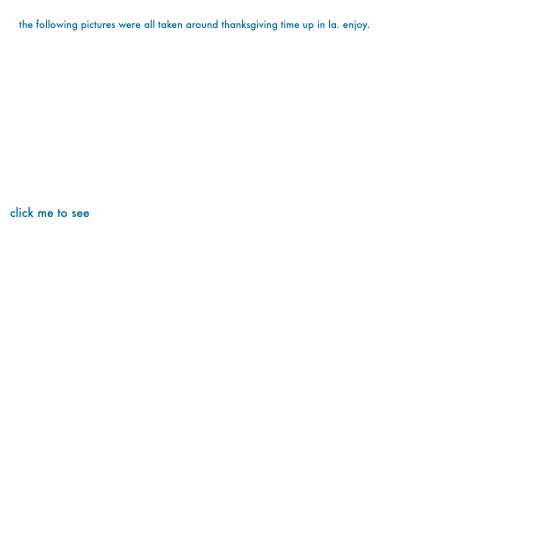 the following pictures were all taken around thanksgiving time up in la. enjoy.
click me to see